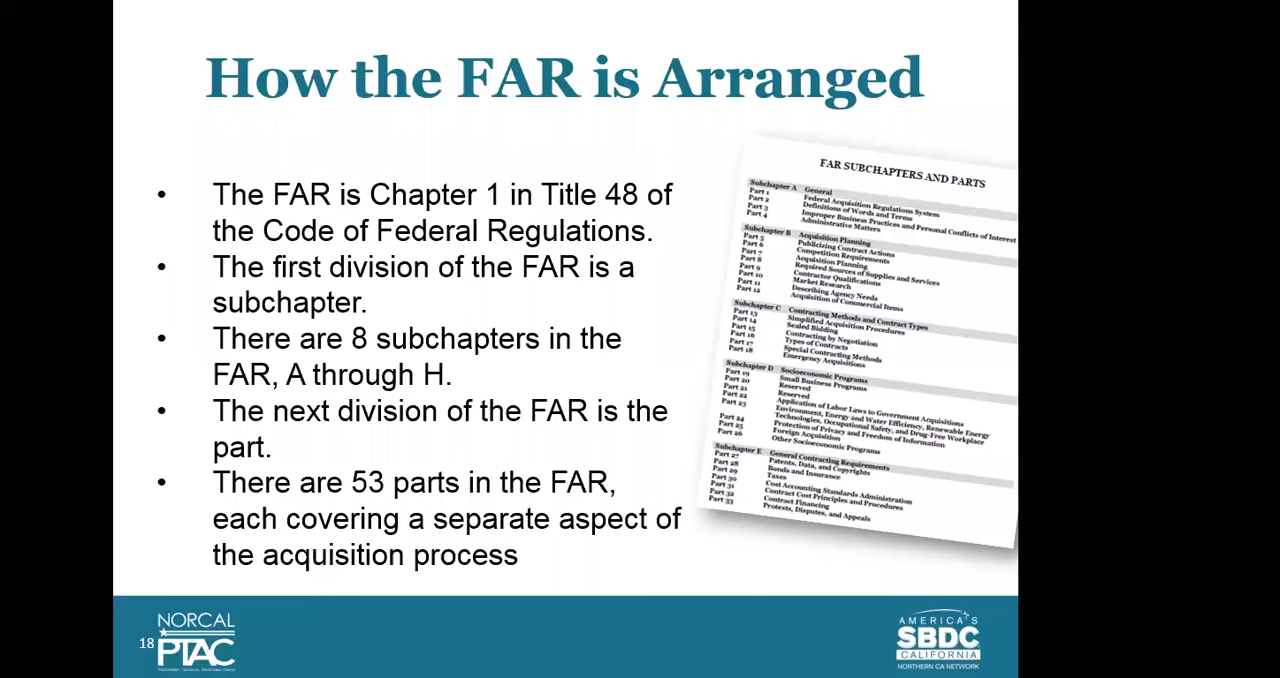 How the FAR is Arranged
• The FAR is Chapter 1 in Title 48 of
the Code of Federal Regulations.
• The first division of the FAR is a
subchapter.
• There are 8 subchapters in the
FAR, A through H.
• The next division of the FAR is the
part.
• There are 53 parts in the FAR,
each covering a separate aspect of
the acquisition process
FAR SUBCHAPTERS AND PARTS
Subchapter A General
Part 1 Federal Acquisition Regulations System
Part 2 Definitions of Words and Terms
Part 3 Improper Business Practices and Personal Conflicts of Interest
Part 4 Administrative Matters
Subchapter B Acquisition Planning
Part 5 Publicizing Contract Actions
Part 6 Competition Requirements
Part 7 Acquisition Planning
Part 8 Required Sources of Supplies and Services
Part 9 Contractor Qualifications
Part 10 Market Research
Part 11 Describing Agency Needs
Part 12 Acquisition of Commercial Items
Subchapter C Contracting Methods and Contract Types
Part 13 Simplified Acquisition Procedures
Part 14 Sealed Bidding
Part 15 Contracting by Negotiation
Part 16 Types of Contracts
Part 17 Special Contracting Methods
Part 18 Emergency Acquisitions
Subchapter D Socioeconomic Programs
Part 19 Small Business Programs
Part 20 Reserved
Part 21 Reserved
Part 22 Application of Labor Laws to Government Acquisitions
Part 23 Environment, Energy and Water Efficiency, Renewable Energy
Technologies, Occupational Safety, and Drug-Free Workplace
Part 24 Protection of Privacy and Freedom of Information
Part 25 Foreign Acquisition
Part 26 Other Socioeconomic Programs
Subchapter E General Contracting Requirements
Part 27 Patents, Data, and Copyrights
Part 28 Bonds and Insurance
Part 29 Taxes
Part 30 Cost Accounting Standards Administration
Part 31 Contract Cost Principles and Procedures
Part 32 Contract Financing
Part 33 Protests, Disputes, and Appeals
18
NORCAL
PTAC
AMERICA'S
SBDC
CALIFORNIA
NORTHERN CA NETWORK